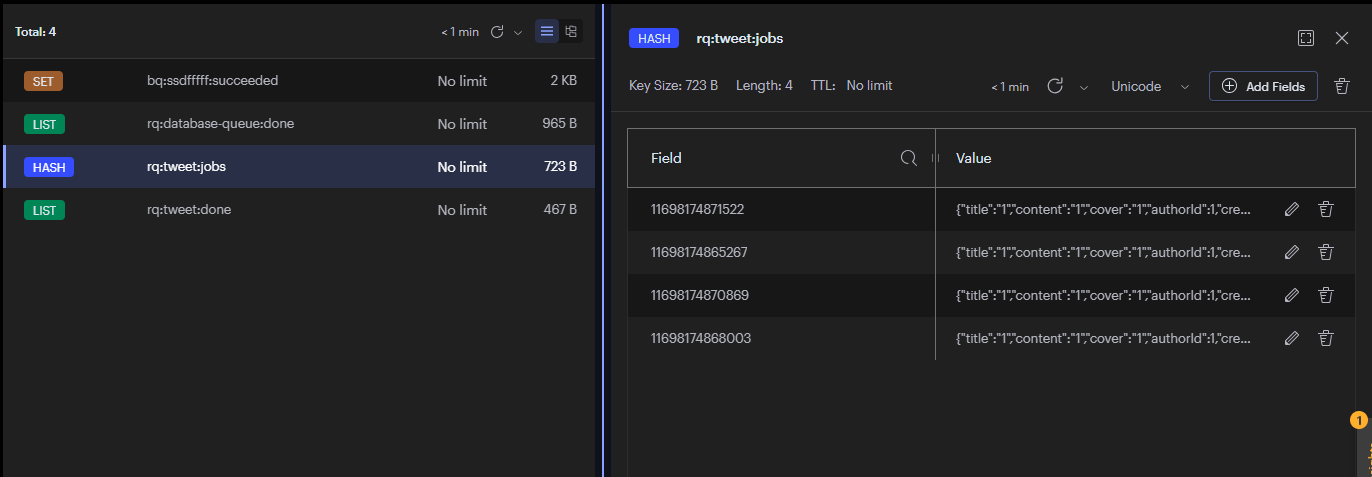 Total: 4
< 1 min
SET bq:ssdfffff:succeeded No limit 2 KB
LIST rq:database-queue:done No limit 965 B
HASH rq:tweet:jobs No limit 723 B
LIST rq:tweet:done No limit 467 B
HASH rq:tweet:jobs
Key Size: 723 B Length: 4 TTL: No limit < 1 min Unicode Add Fields
Field Value
11698174871522 {"title":"1","content":"1","cover":"1","authorId":1,"cre...
11698174865267 {"title":"1","content":"1","cover":"1","authorId":1,"cre...
11698174870869 {"title":"1","content":"1","cover":"1","authorId":1,"cre...
11698174868003 {"title":"1","content":"1","cover":"1","authorId":1,"cre...
1